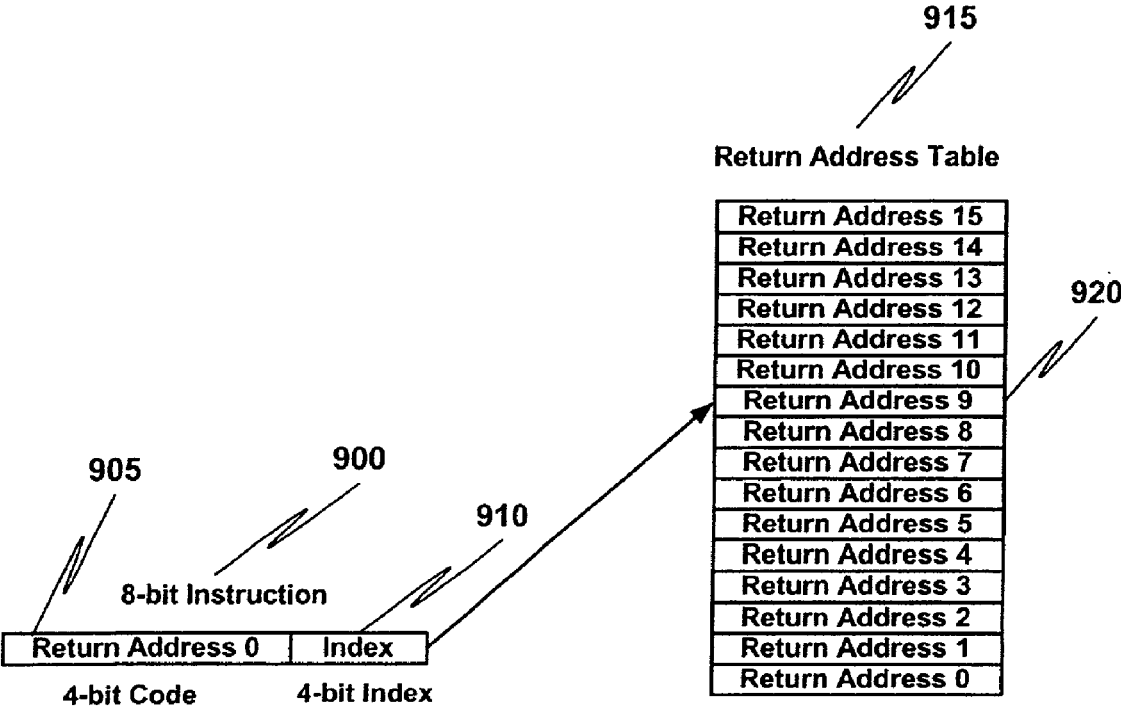 915
Return Address Table
Return Address 15
Return Address 14
Return Address 13
Return Address 12
Return Address 11
Return Address 10
Return Address 9
Return Address 8
Return Address 7
Return Address 6
Return Address 5
Return Address 4
Return Address 3
Return Address 2
Return Address 1
Return Address 0
920
905
900
910
8-bit Instruction
Return Address 0
Index
4-bit Code
4-bit Index